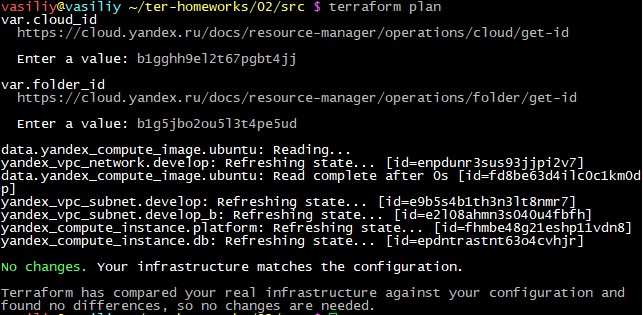 vasiliy@vasiliy ~/ter-homeworks/02/src $ terraform plan
var.cloud_id
  https://cloud.yandex.ru/docs/resource-manager/operations/cloud/get-id

  Enter a value: b1gghh9el2t67pgbt4jj

var.folder_id
  https://cloud.yandex.ru/docs/resource-manager/operations/folder/get-id

  Enter a value: b1g5jbo2ou5l3t4pe5ud

data.yandex_compute_image.ubuntu: Reading...
yandex_vpc_network.develop: Refreshing state... [id=enpdunr3sus93jjpi2v7]
data.yandex_compute_image.ubuntu: Read complete after 0s [id=fd8be63d4ilc0c1km0d
p]
yandex_vpc_subnet.develop: Refreshing state... [id=e9b5s4b1th3n3lt8nmr7]
yandex_vpc_subnet.develop_b: Refreshing state... [id=e2l08ahmn3s040u4fbfh]
yandex_compute_instance.platform: Refreshing state... [id=fhmbe48g21eshp11vdn8]
yandex_compute_instance.db: Refreshing state... [id=epdntrastnt63o4cvhjr]

No changes. Your infrastructure matches the configuration.

Terraform has compared your real infrastructure against your configuration and
found no differences, so no changes are needed.